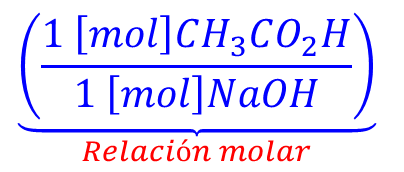 1 [mol]CH₃CO₂H
1 [mol]NaOH
Relación molar